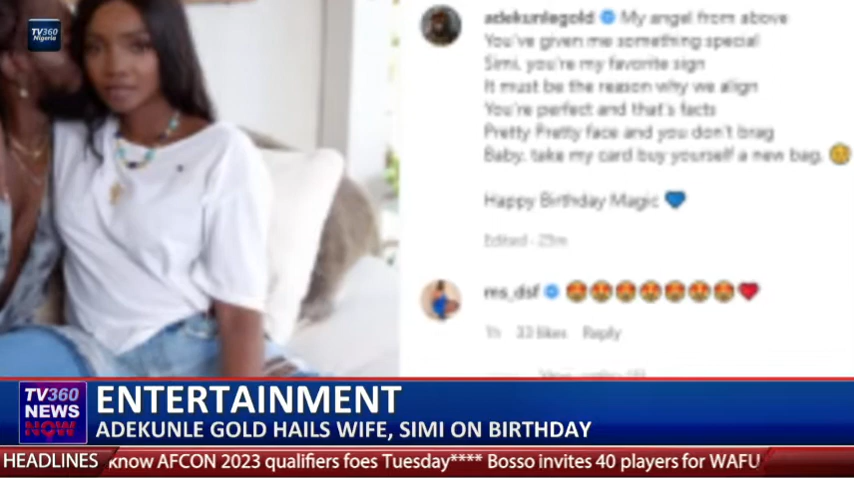 TV360
Nigeria
adekunlegold My angel from above
You've given me something special
Simi, you're my favorite sign
It must be the reason why we align
You're perfect and that's facts
Pretty Pretty face and you don't brag
Baby, take my card buy yourself a new bag.
Happy Birthday Magic
Edited ·
ms_dsf
1h 33 likes Reply
TV360
NEWS
NOW
ENTERTAINMENT
ADEKUNLE GOLD HAILS WIFE, SIMI ON BIRTHDAY
HEADLINES know AFCON 2023 qualifiers foes Tuesday**** Bosso invites 40 players for WAFU